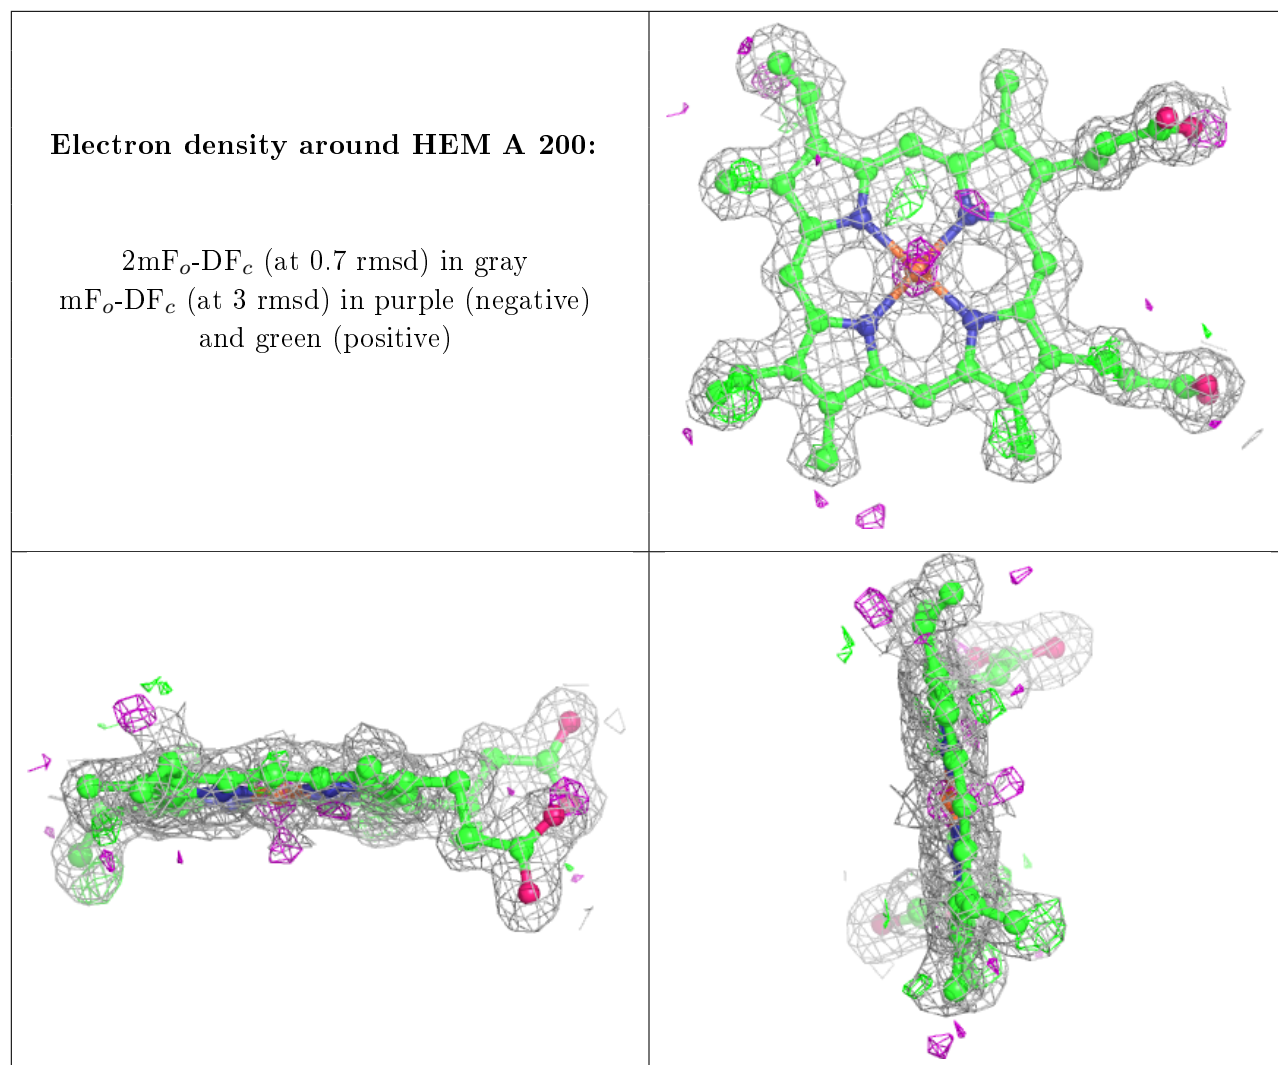 Electron density around HEM A 200:
2mFo-DFc (at 0.7 rmsd) in gray
mFo-DFc (at 3 rmsd) in purple (negative)
and green (positive)